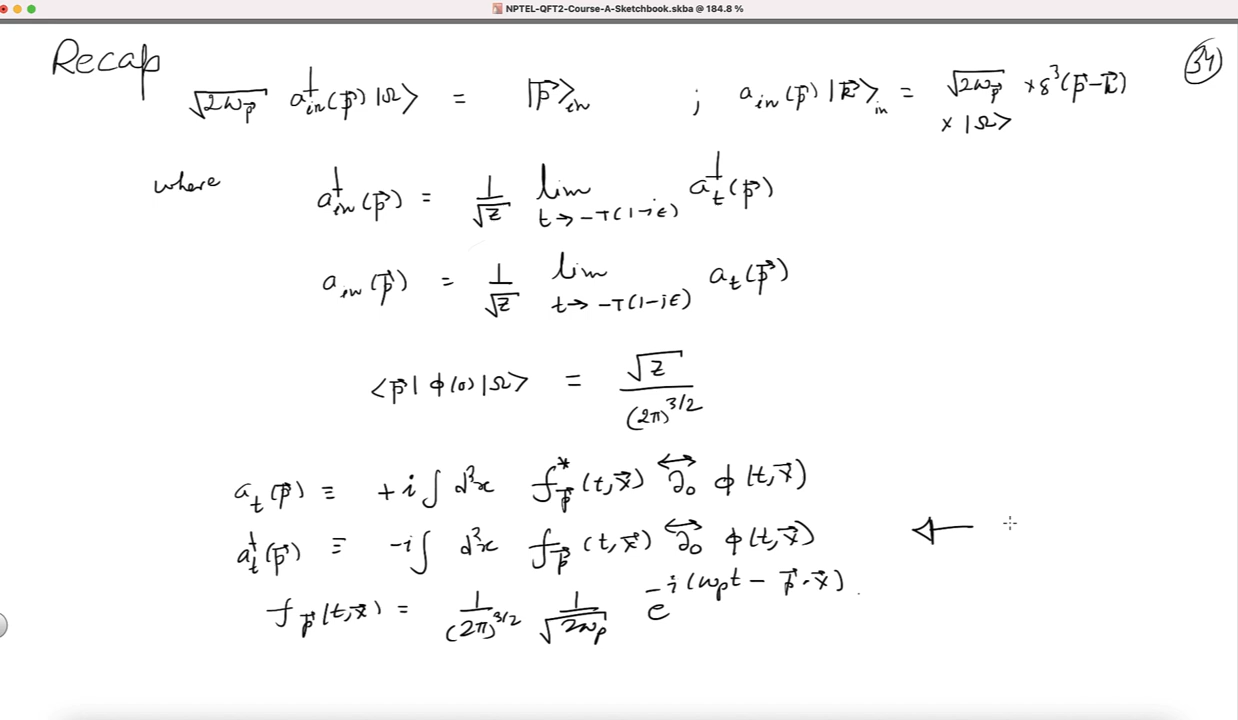 NPTEL-QFT2-Course-A-Sketchbook.skba @ 184.8 %
Recap
34
√2ω_p⃗ a†_in(p⃗)|Ω> = |p⃗>_in ; a_in(p⃗)|k⃗>_in = √2ω_p⃗ × δ³(p⃗-k⃗)
× |Ω>
where a†_in(p⃗) = 1/√Z lim_{t→-T(1-iε)} a†_t(p⃗)
a_in(p⃗) = 1/√Z lim_{t→-T(1-iε)} a_t(p⃗)
<p⃗| φ(0)|Ω> = √Z/(2π)^{3/2}
a_t(p⃗) ≡ +i∫ d³x f*_p⃗(t,x⃗) ∂↔₀ φ(t,x⃗)
a†_t(p⃗) ≡ -i∫ d³x f_p⃗(t,x⃗) ∂↔₀ φ(t,x⃗) ←
f_p⃗(t,x⃗) = 1/(2π)^{3/2} 1/√2ω_p e^{-i(ω_p t - p⃗·x⃗)}.